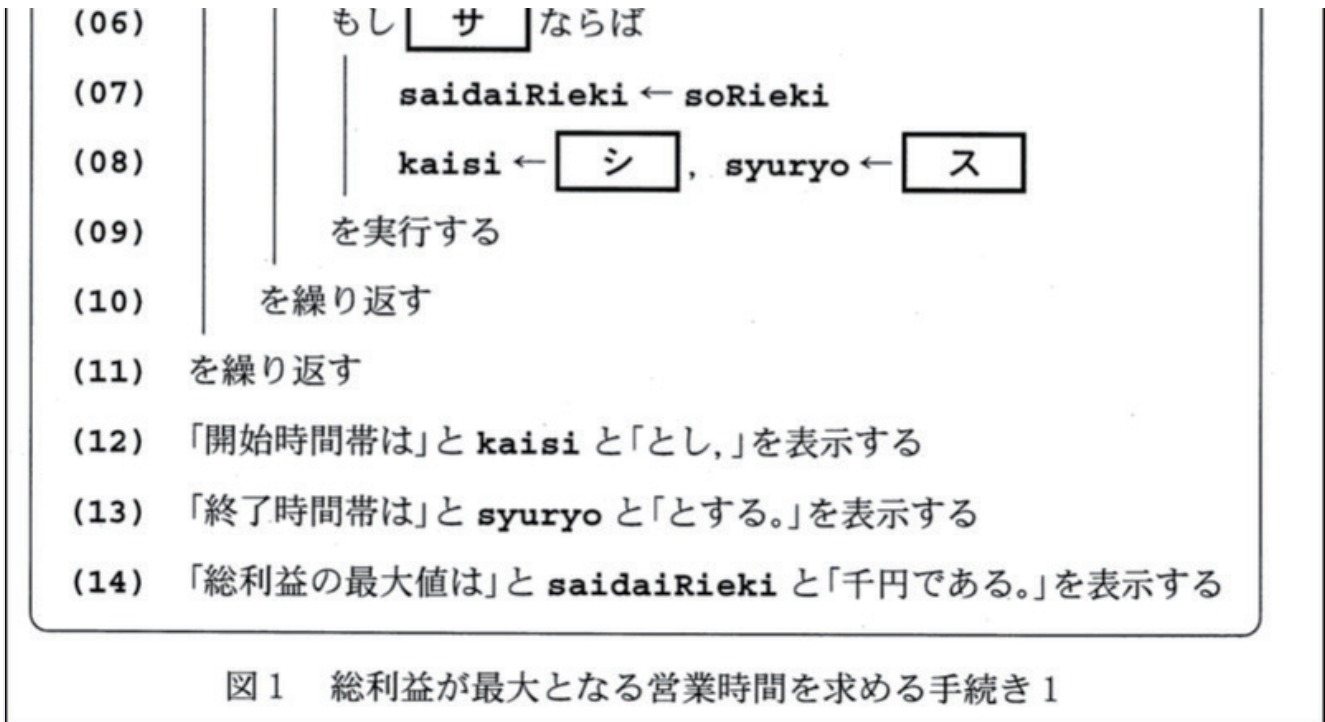 (06) もし サ ならば
(07) saidaiRieki ← soRieki
(08) kaisi ← シ , syuryo ← ス
(09) を実行する
(10) を繰り返す
(11) を繰り返す
(12) 「開始時間帯は」と kaisi と「とし,」を表示する
(13) 「終了時間帯は」と syuryo と「とする。」を表示する
(14) 「総利益の最大値は」と saidaiRieki と「千円である。」を表示する
図1 総利益が最大となる営業時間を求める手続き1